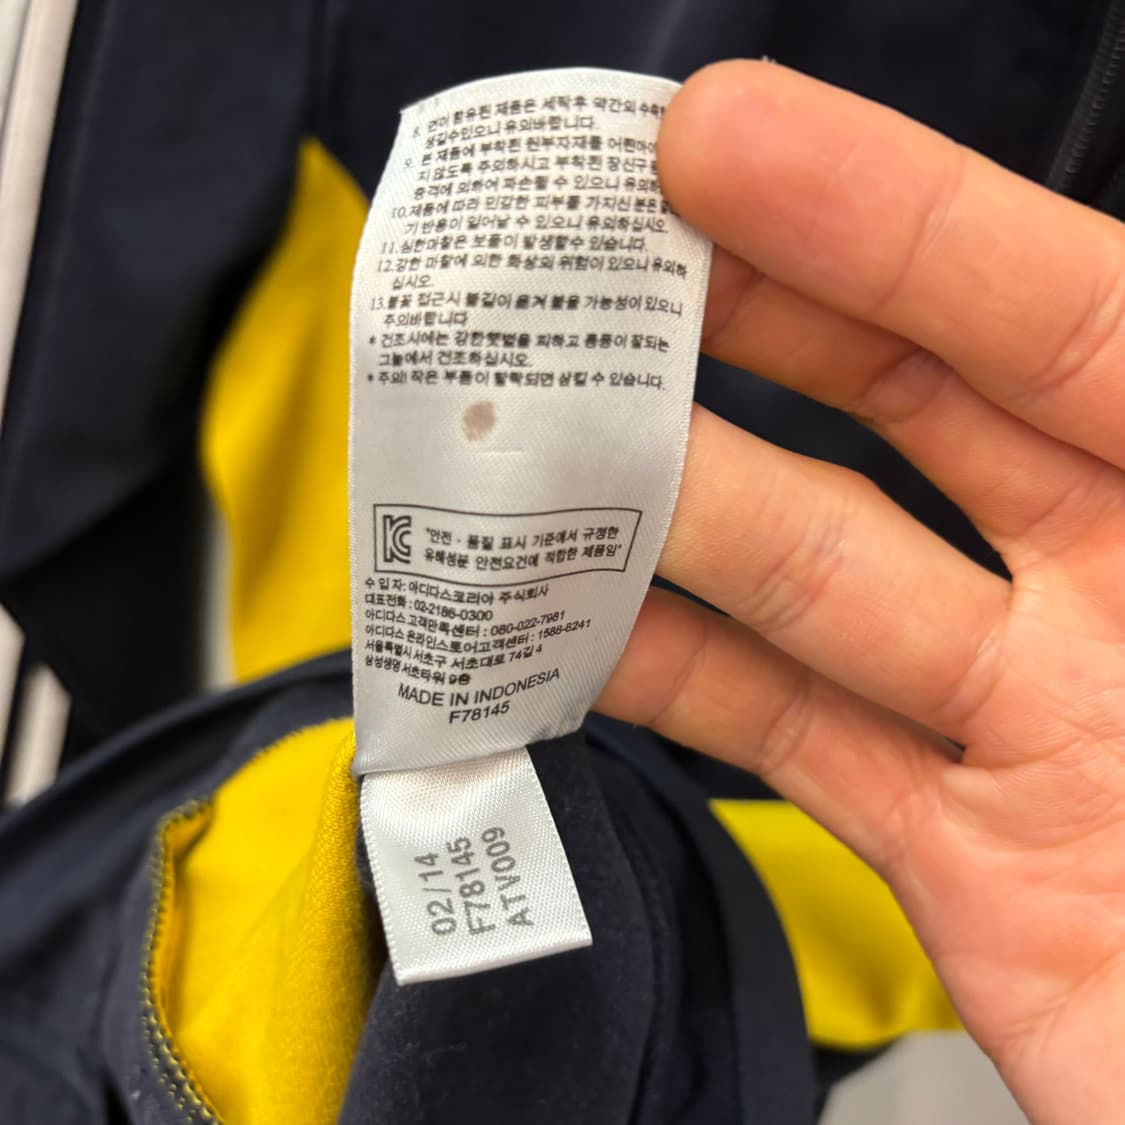 8. 면이 함유된 제품은 세탁후 약간의 수축
생길수있으니 유의바랍니다.
9. 본 제품에 부착된 원부자재를 어린아이
지 않도록 주의하시고 부착된 장신구
충격에 의하여 파손될 수 있으니 유의하
10.제품에 따라 민감한 피부를 가지신분은
기 반응이 일어날 수 있으니 유의하십시오
11.심한마찰은 보풀이 발생할수 있습니다.
12.강한 마찰에 의한 화상의 위험이 있으니 유의하
십시오.
13.불꽃 접근시 불길이 옮겨 붙을 가능성이 있으니
주의바랍니다
* 건조시에는 강한햇볕을 피하고 통풍이 잘되는
그늘에서 건조하십시오.
* 주의! 작은 부품이 탈락되면 삼킬 수 있습니다.
"안전 · 품질 표시 기준에서 규정한
유해성분 안전요건에 적합한 제품임"
수 입 자: 아디다스코리아 주식회사
대표전화 : 02-2186-0300
아디다스 고객만족센터 : 080-022-7981
아디다스 온라인스토어고객센터 : 1588-8241
서울특별시 서초구 서초대로 74길 4
삼성생명 서초타워 9층
MADE IN INDONESIA
F78145
02/14
F78145
ATV009